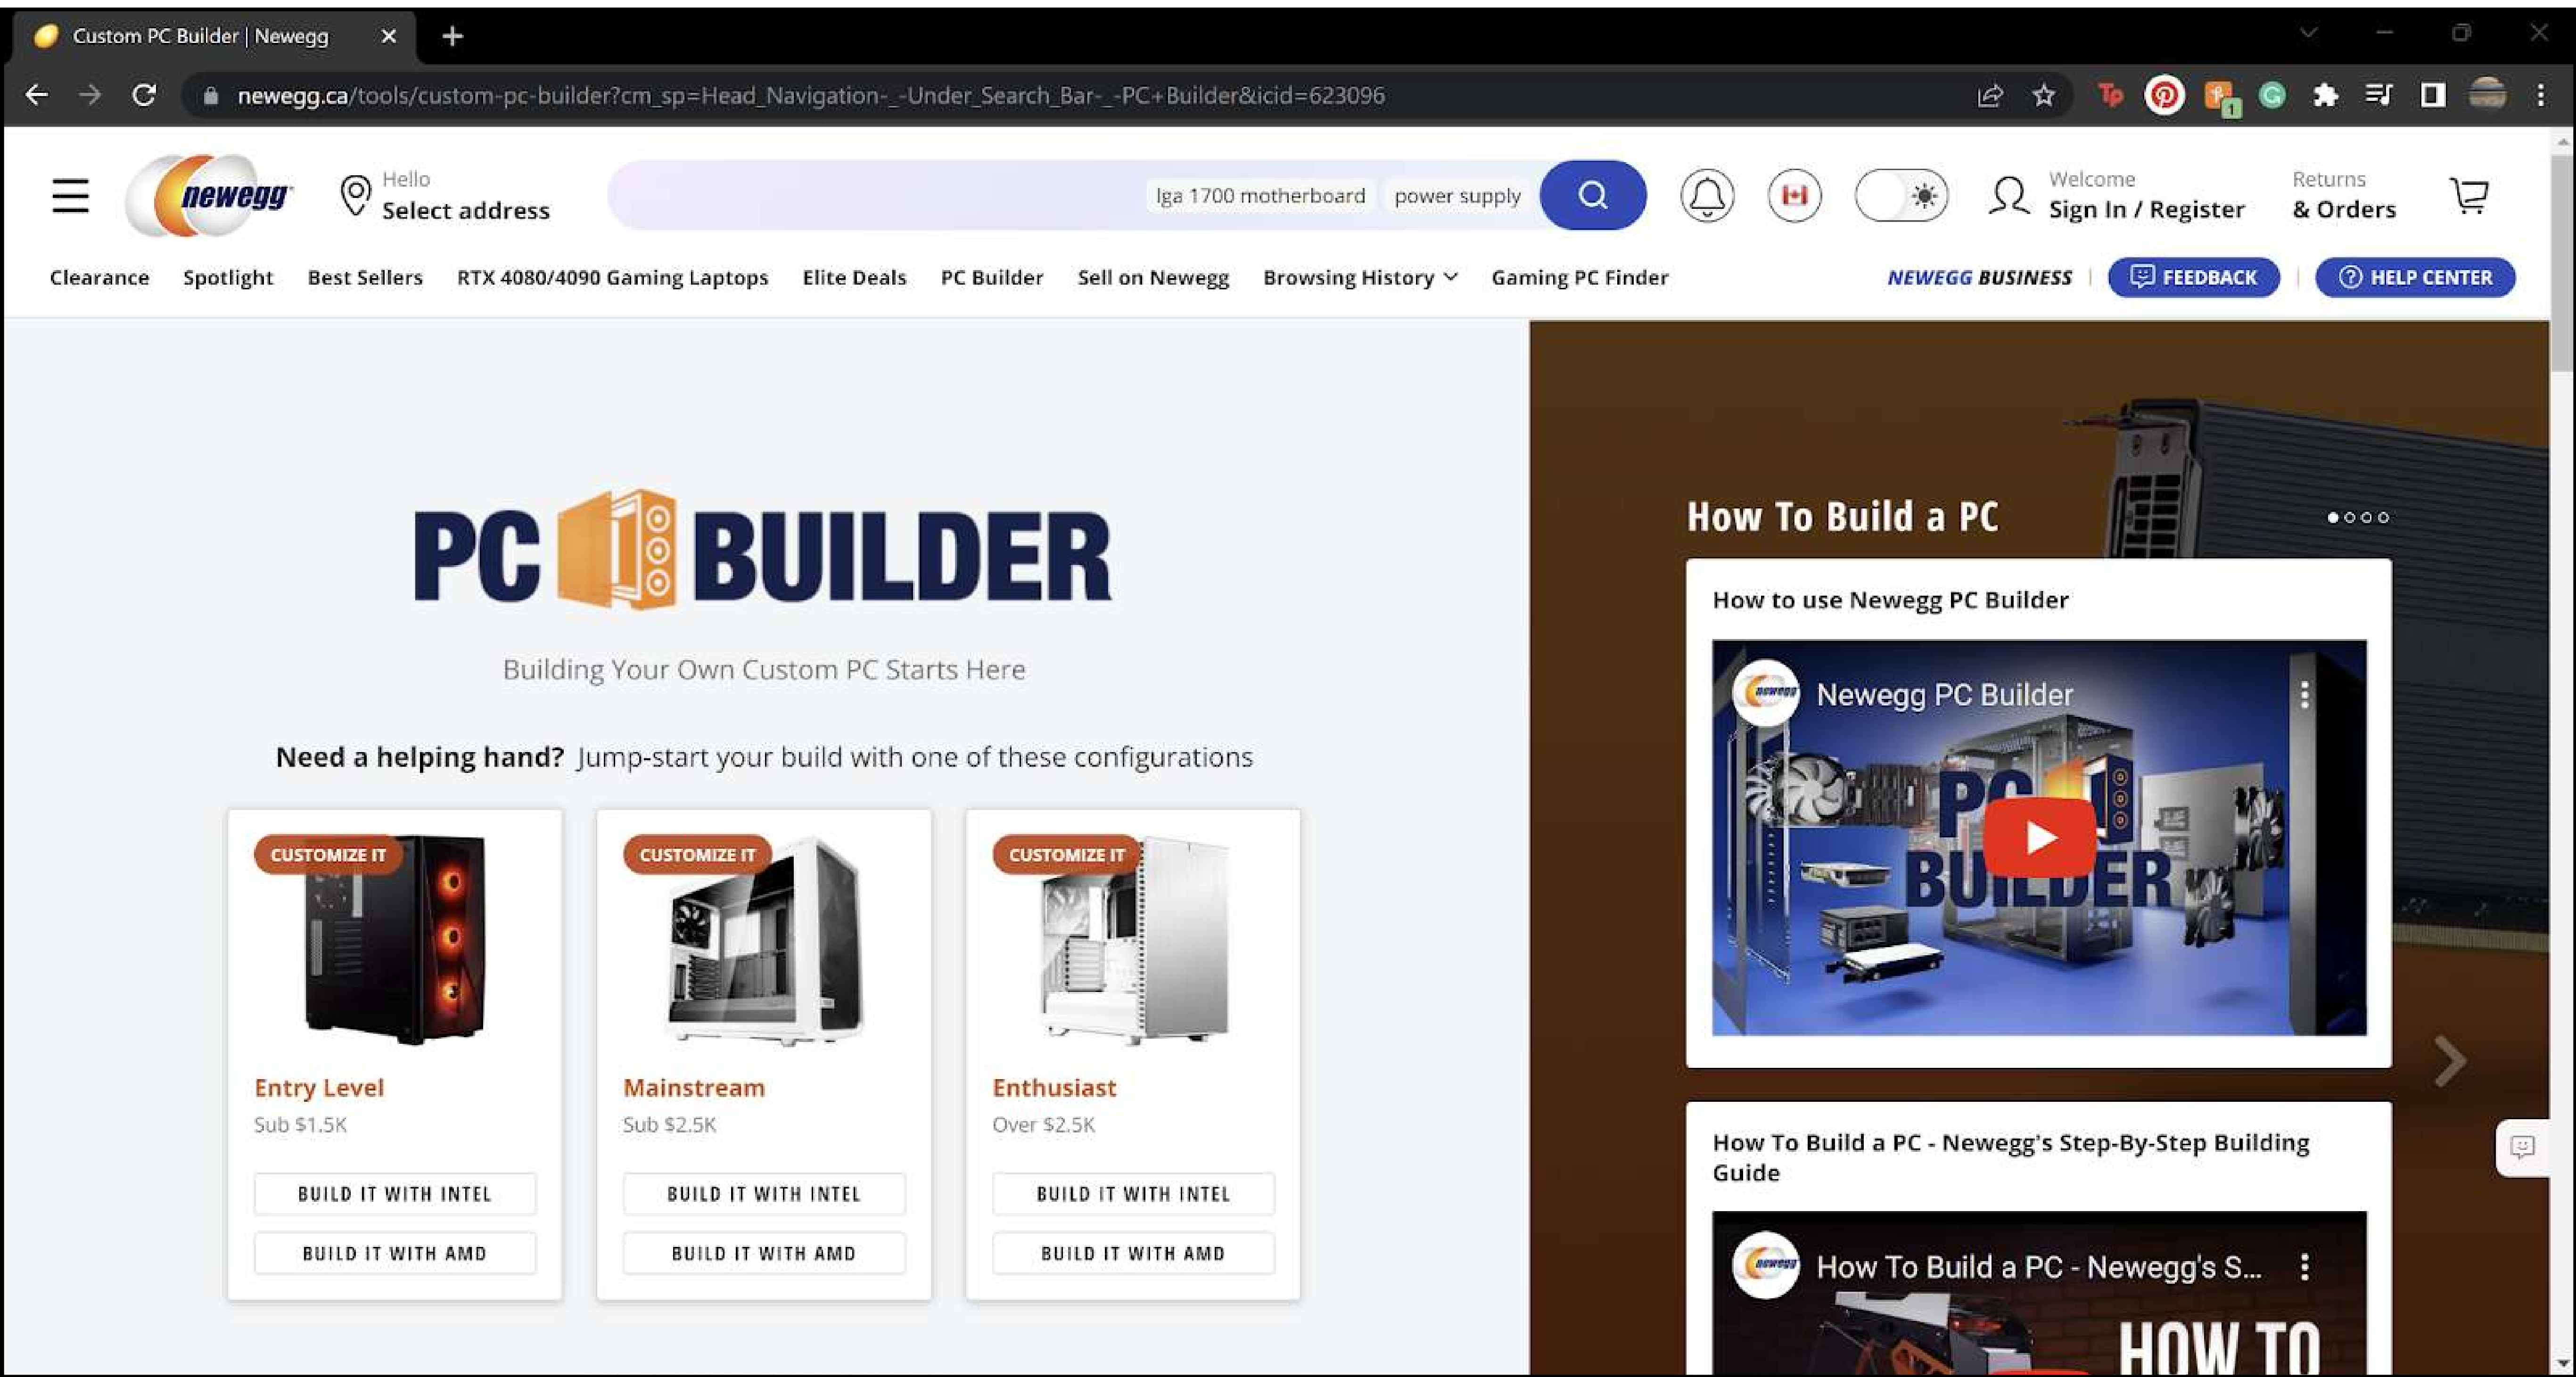 Custom PC Builder | Newegg
newegg.ca/tools/custom-pc-builder?cm_sp=Head_Navigation-_-Under_Search_Bar-_-PC+Builder&icid=623096
Tp
1
newegg
Hello
Select address
lga 1700 motherboard
power supply
Welcome
Sign In / Register
Returns
& Orders
Clearance
Spotlight
Best Sellers
RTX 4080/4090 Gaming Laptops
Elite Deals
PC Builder
Sell on Newegg
Browsing History
Gaming PC Finder
NEWEGG BUSINESS
FEEDBACK
HELP CENTER
PC BUILDER
Building Your Own Custom PC Starts Here
Need a helping hand? Jump-start your build with one of these configurations
CUSTOMIZE IT
Entry Level
Sub $1.5K
BUILD IT WITH INTEL
BUILD IT WITH AMD
CUSTOMIZE IT
Mainstream
Sub $2.5K
BUILD IT WITH INTEL
BUILD IT WITH AMD
CUSTOMIZE IT
Enthusiast
Over $2.5K
BUILD IT WITH INTEL
BUILD IT WITH AMD
How To Build a PC
How to use Newegg PC Builder
newegg
Newegg PC Builder
PC
BUILDER
How To Build a PC - Newegg's Step-By-Step Building
Guide
newegg
How To Build a PC - Newegg's S...
HOW TO